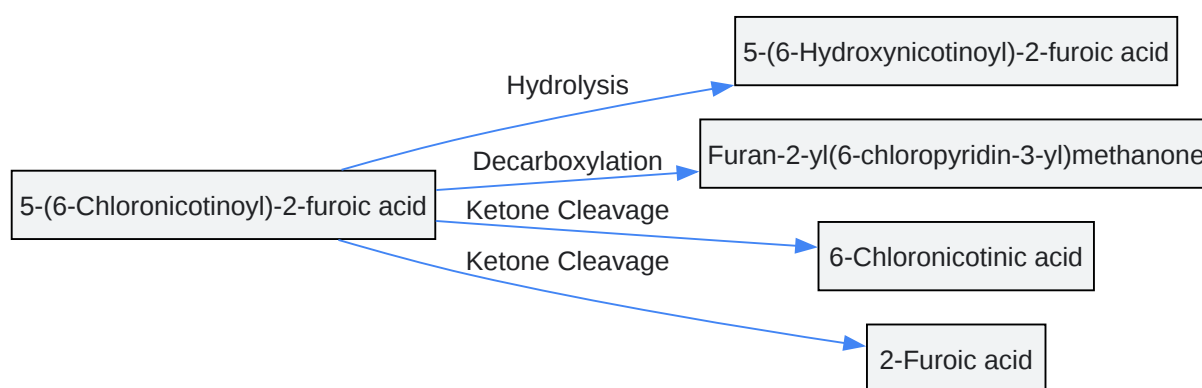 5-(6-Hydroxynicotinoyl)-2-furoic acid
Hydrolysis
Decarboxylation
Furan-2-yl(6-chloropyridin-3-yl)methanone
5-(6-Chloronicotinoyl)-2-furoic acid
Ketone Cleavage
6-Chloronicotinic acid
Ketone Cleavage
2-Furoic acid